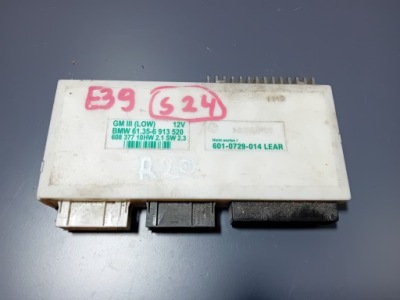 E39 S24
GM III (LOW) 12V
BMW 61.35-6 913 520
608 377 10HW 2.1 SW 2.3
601-0729-014 LEAR